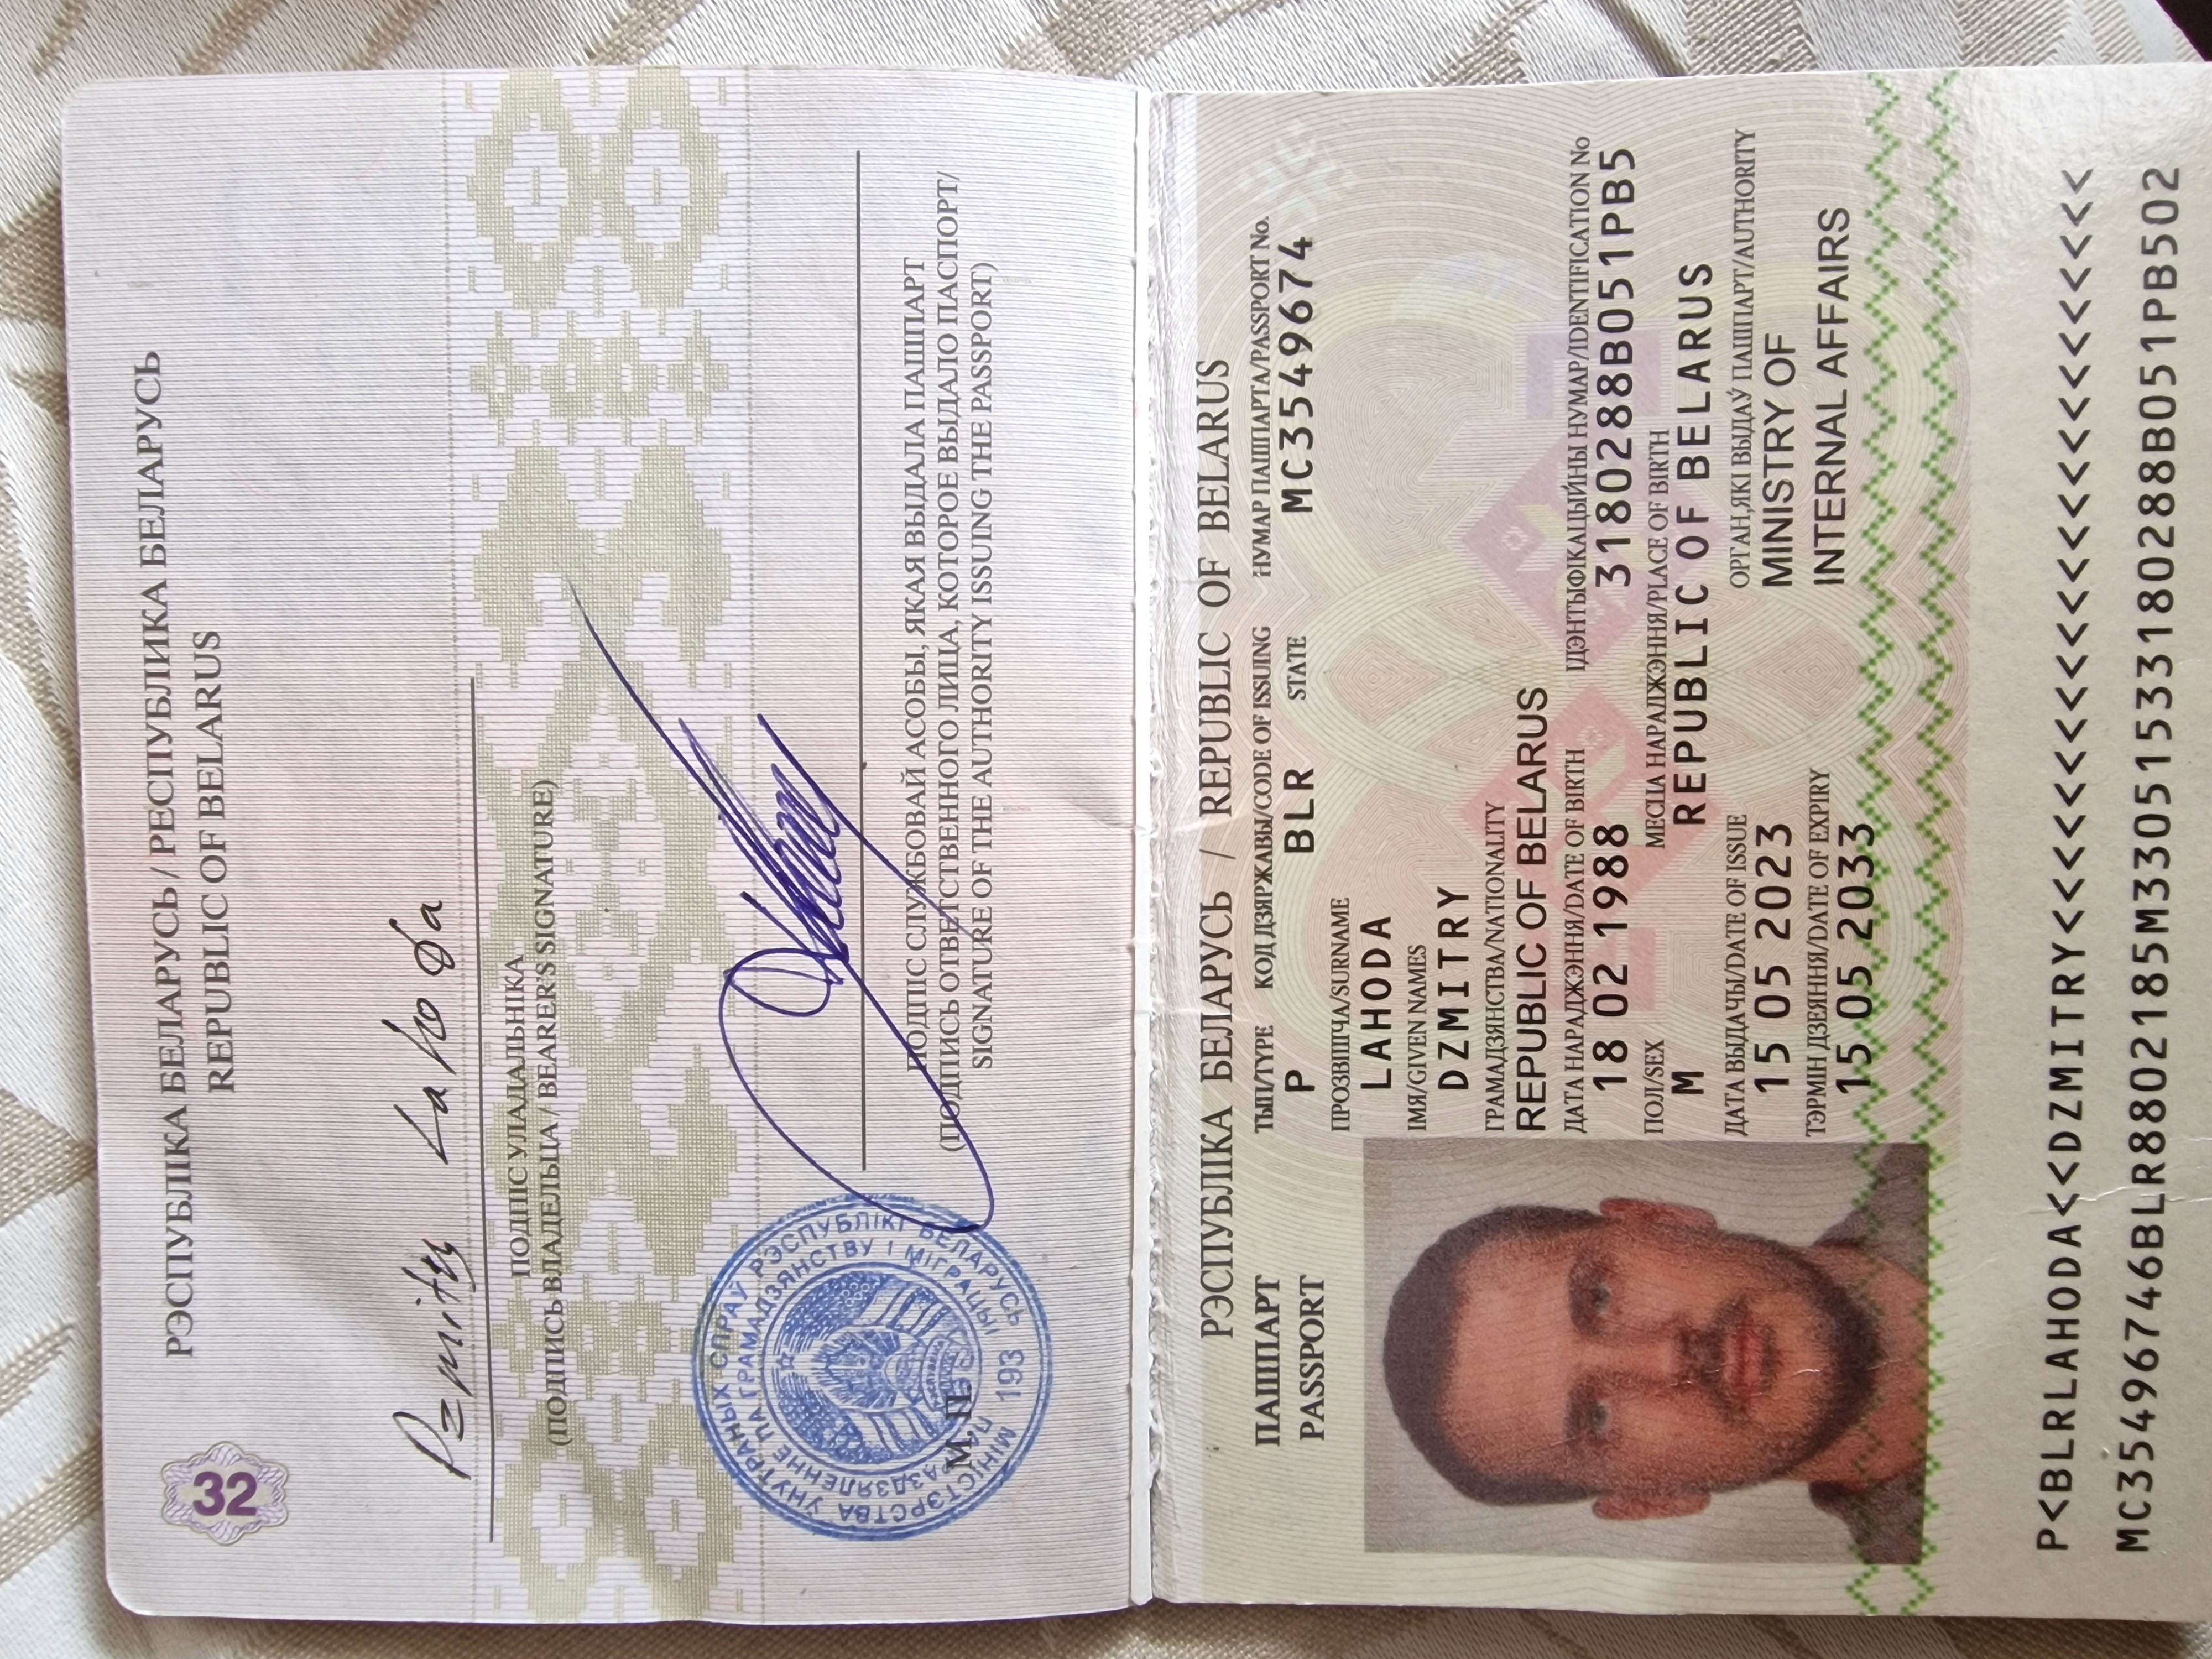 32
РЭСПУБЛІКА БЕЛАРУСЬ / РЕСПУБЛИКА БЕЛАРУСЬ
REPUBLIC OF BELARUS
Dzmitry Lahoda
ПОДПІС УЛАДАЛЬНІКА
(ПОДПИСЬ ВЛАДЕЛЬЦА / BEARER'S SIGNATURE)
МІНІСТЭРСТВА ЎНУТРАНЫХ СПРАЎ РЭСПУБЛІКІ БЕЛАРУСЬ
ПАДРАЗДЗЯЛЕННЕ ПА ГРАМАДЗЯНСТВУ І МІГРАЦЫІ
193
М. П.
ПОДПІС СЛУЖБОВАЙ АСОБЫ, ЯКАЯ ВЫДАЛА ПАШПАРТ
(ПОДПИСЬ ОТВЕТСТВЕННОГО ЛИЦА, КОТОРОЕ ВЫДАЛО ПАСПОРТ/
SIGNATURE OF THE AUTHORITY ISSUING THE PASSPORT)
РЭСПУБЛІКА БЕЛАРУСЬ / REPUBLIC OF BELARUS
ПАШПАРТ ТЫП/TYPE КОД ДЗЯРЖАВЫ/CODE OF ISSUING НУМАР ПАШПАРТА/PASSPORT No.
PASSPORT P BLR STATE MC3549674
ПРОЗВІШЧА/SURNAME
LAHODA
ІМЯ/GIVEN NAMES
DZMITRY
ГРАМАДЗЯНСТВА/NATIONALITY
REPUBLIC OF BELARUS
ДАТА НАРАДЖЭННЯ/DATE OF BIRTH ІДЭНТЫФІКАЦЫЙНЫ НУМАР/IDENTIFICATION No
18 02 1988 3180288B051PB5
ПОЛ/SEX МЕСЦА НАРАДЖЭННЯ/PLACE OF BIRTH
M REPUBLIC OF BELARUS
ДАТА ВЫДАЧЫ/DATE OF ISSUE ОРГАН,ЯКІ ВЫДАЎ ПАШПАРТ/AUTHORITY
15 05 2023 MINISTRY OF
ТЭРМІН ДЗЕЯННЯ/DATE OF EXPIRY INTERNAL AFFAIRS
15 05 2033
P<BLRLAHODA<<DZMITRY<<<<<<<<<<<<<<<<<<<<<<<<
MC35496746BLR8802185M33051533180288B051PB502